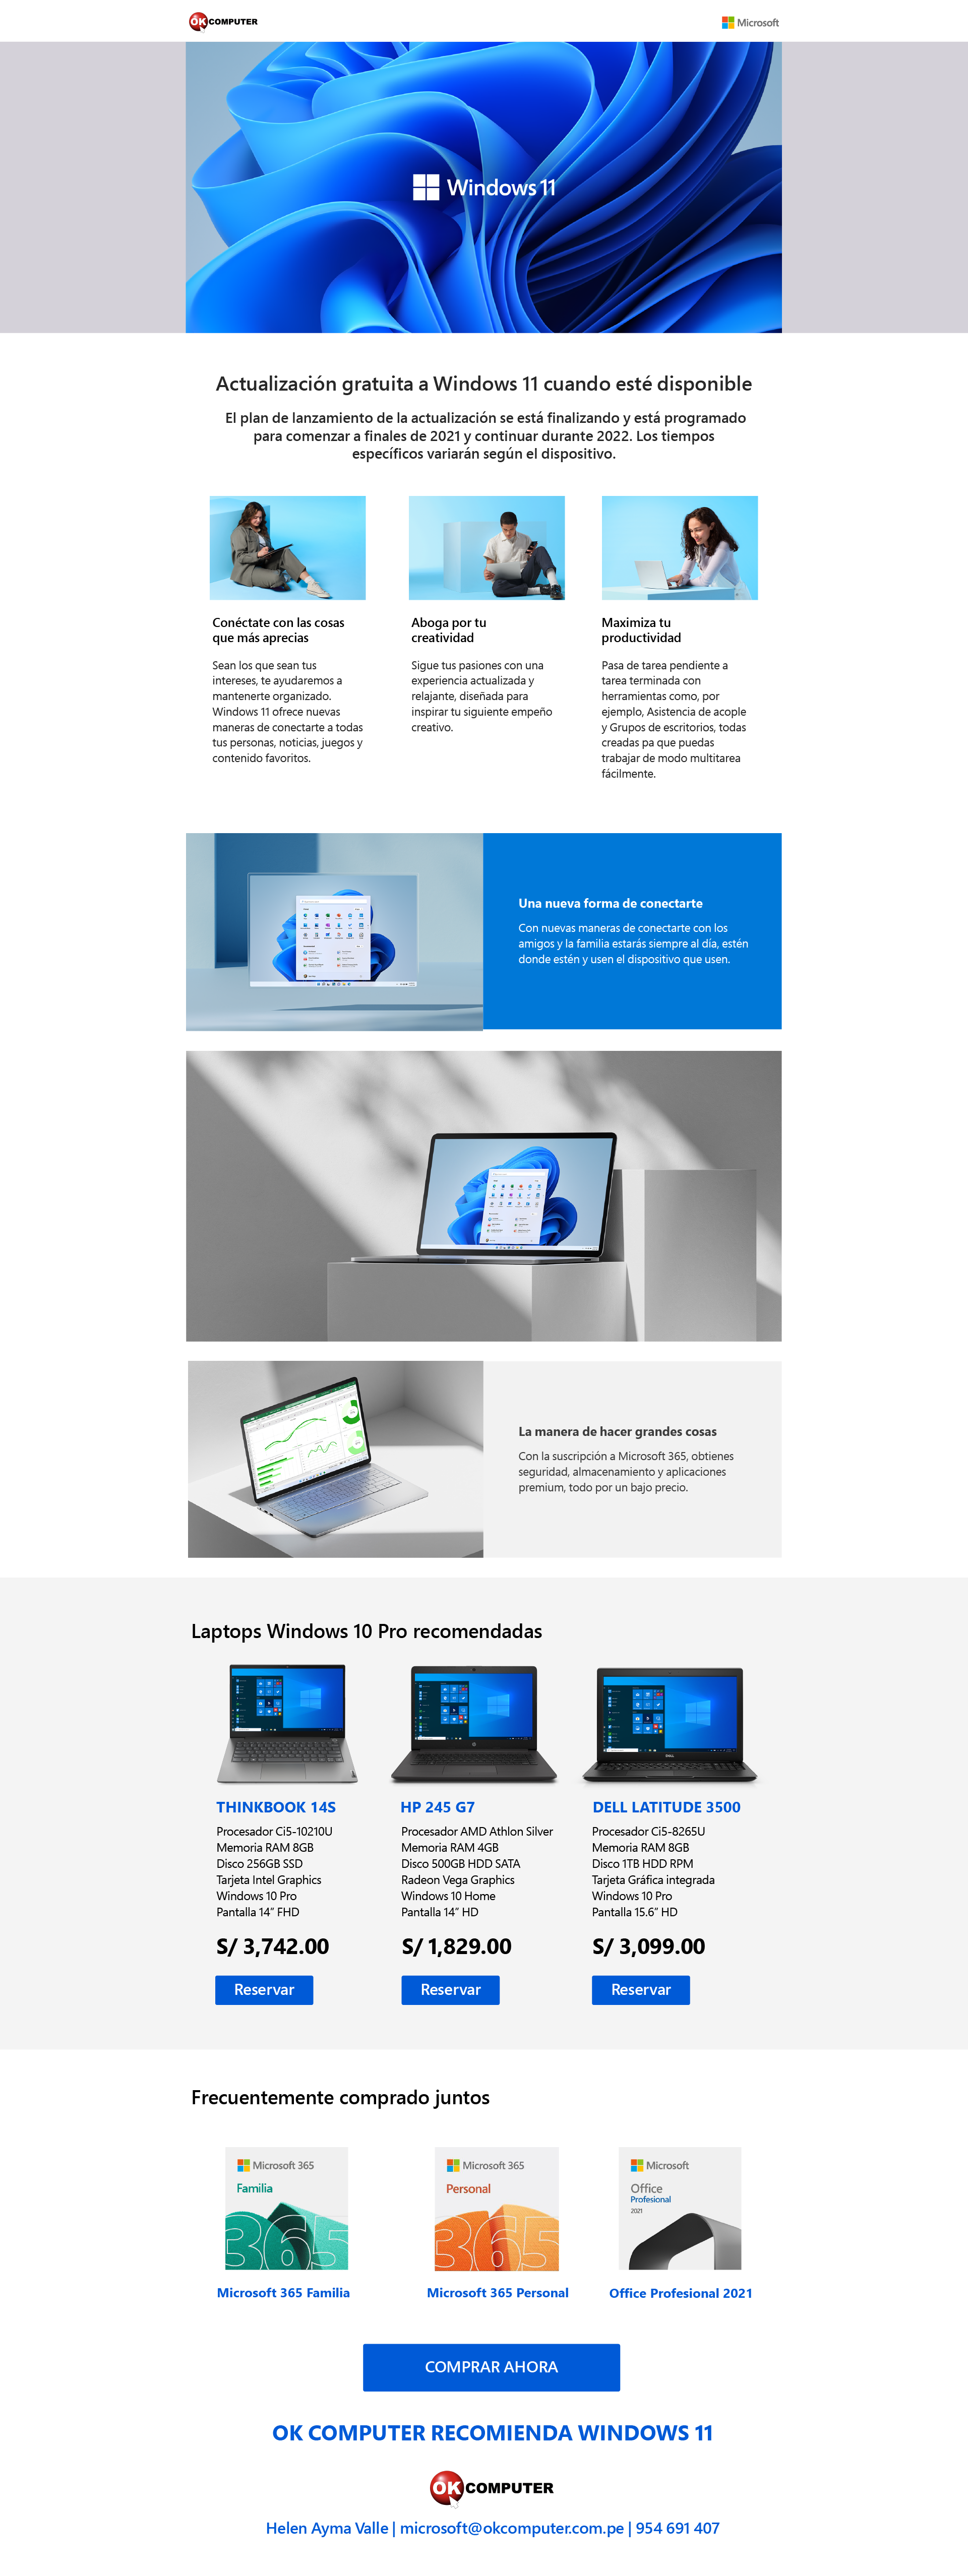 OK COMPUTER
Microsoft
Windows 11
Actualización gratuita a Windows 11 cuando esté disponible
El plan de lanzamiento de la actualización se está finalizando y está programado
para comenzar a finales de 2021 y continuar durante 2022. Los tiempos
específicos variarán según el dispositivo.
Conéctate con las cosas
que más aprecias
Sean los que sean tus
intereses, te ayudaremos a
mantenerte organizado.
Windows 11 ofrece nuevas
maneras de conectarte a todas
tus personas, noticias, juegos y
contenido favoritos.
Aboga por tu
creatividad
Sigue tus pasiones con una
experiencia actualizada y
relajante, diseñada para
inspirar tu siguiente empeño
creativo.
Maximiza tu
productividad
Pasa de tarea pendiente a
tarea terminada con
herramientas como, por
ejemplo, Asistencia de acople
y Grupos de escritorios, todas
creadas pa que puedas
trabajar de modo multitarea
fácilmente.
Una nueva forma de conectarte
Con nuevas maneras de conectarte con los
amigos y la familia estarás siempre al día, estén
donde estén y usen el dispositivo que usen.
La manera de hacer grandes cosas
Con la suscripción a Microsoft 365, obtienes
seguridad, almacenamiento y aplicaciones
premium, todo por un bajo precio.
Laptops Windows 10 Pro recomendadas
THINKBOOK 14S
Procesador Ci5-10210U
Memoria RAM 8GB
Disco 256GB SSD
Tarjeta Intel Graphics
Windows 10 Pro
Pantalla 14” FHD
S/ 3,742.00
Reservar
HP 245 G7
Procesador AMD Athlon Silver
Memoria RAM 4GB
Disco 500GB HDD SATA
Radeon Vega Graphics
Windows 10 Home
Pantalla 14” HD
S/ 1,829.00
Reservar
DELL
DELL LATITUDE 3500
Procesador Ci5-8265U
Memoria RAM 8GB
Disco 1TB HDD RPM
Tarjeta Gráfica integrada
Windows 10 Pro
Pantalla 15.6” HD
S/ 3,099.00
Reservar
Frecuentemente comprado juntos
Microsoft 365
Familia
365
Microsoft 365 Familia
Microsoft 365
Personal
365
Microsoft 365 Personal
Microsoft
Office
Profesional
2021
Office Profesional 2021
COMPRAR AHORA
OK COMPUTER RECOMIENDA WINDOWS 11
OK COMPUTER
Helen Ayma Valle | microsoft@okcomputer.com.pe | 954 691 407